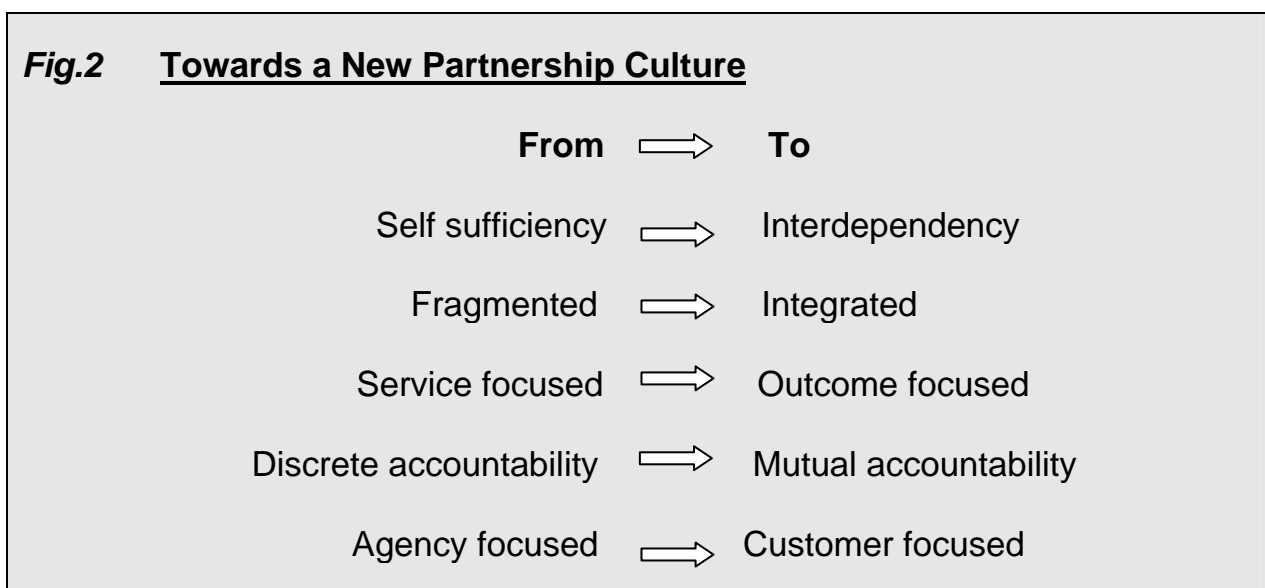 Fig.2 Towards a New Partnership Culture
From To
Self sufficiency Interdependency
Fragmented Integrated
Service focused Outcome focused
Discrete accountability Mutual accountability
Agency focused Customer focused